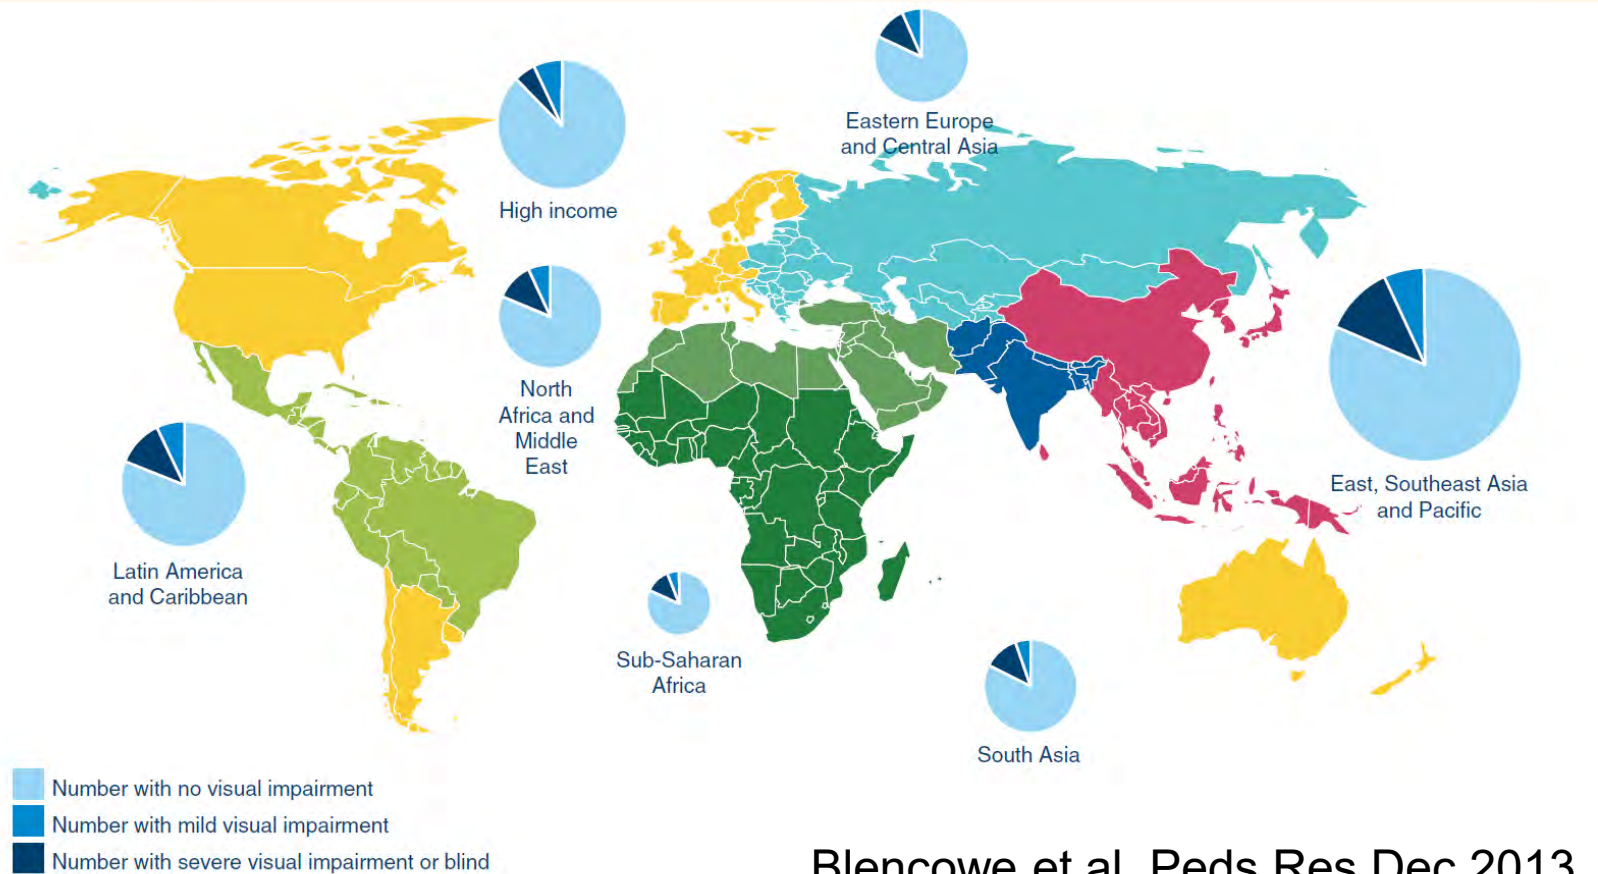 Eastern Europe
and Central Asia
High income
North
Africa and
Middle
East
East, Southeast Asia
and Pacific
Latin America
and Caribbean
Sub-Saharan
Africa
South Asia
Number with no visual impairment
Number with mild visual impairment
Number with severe visual impairment or blind
Blencowe et al, Peds Res Dec 2013